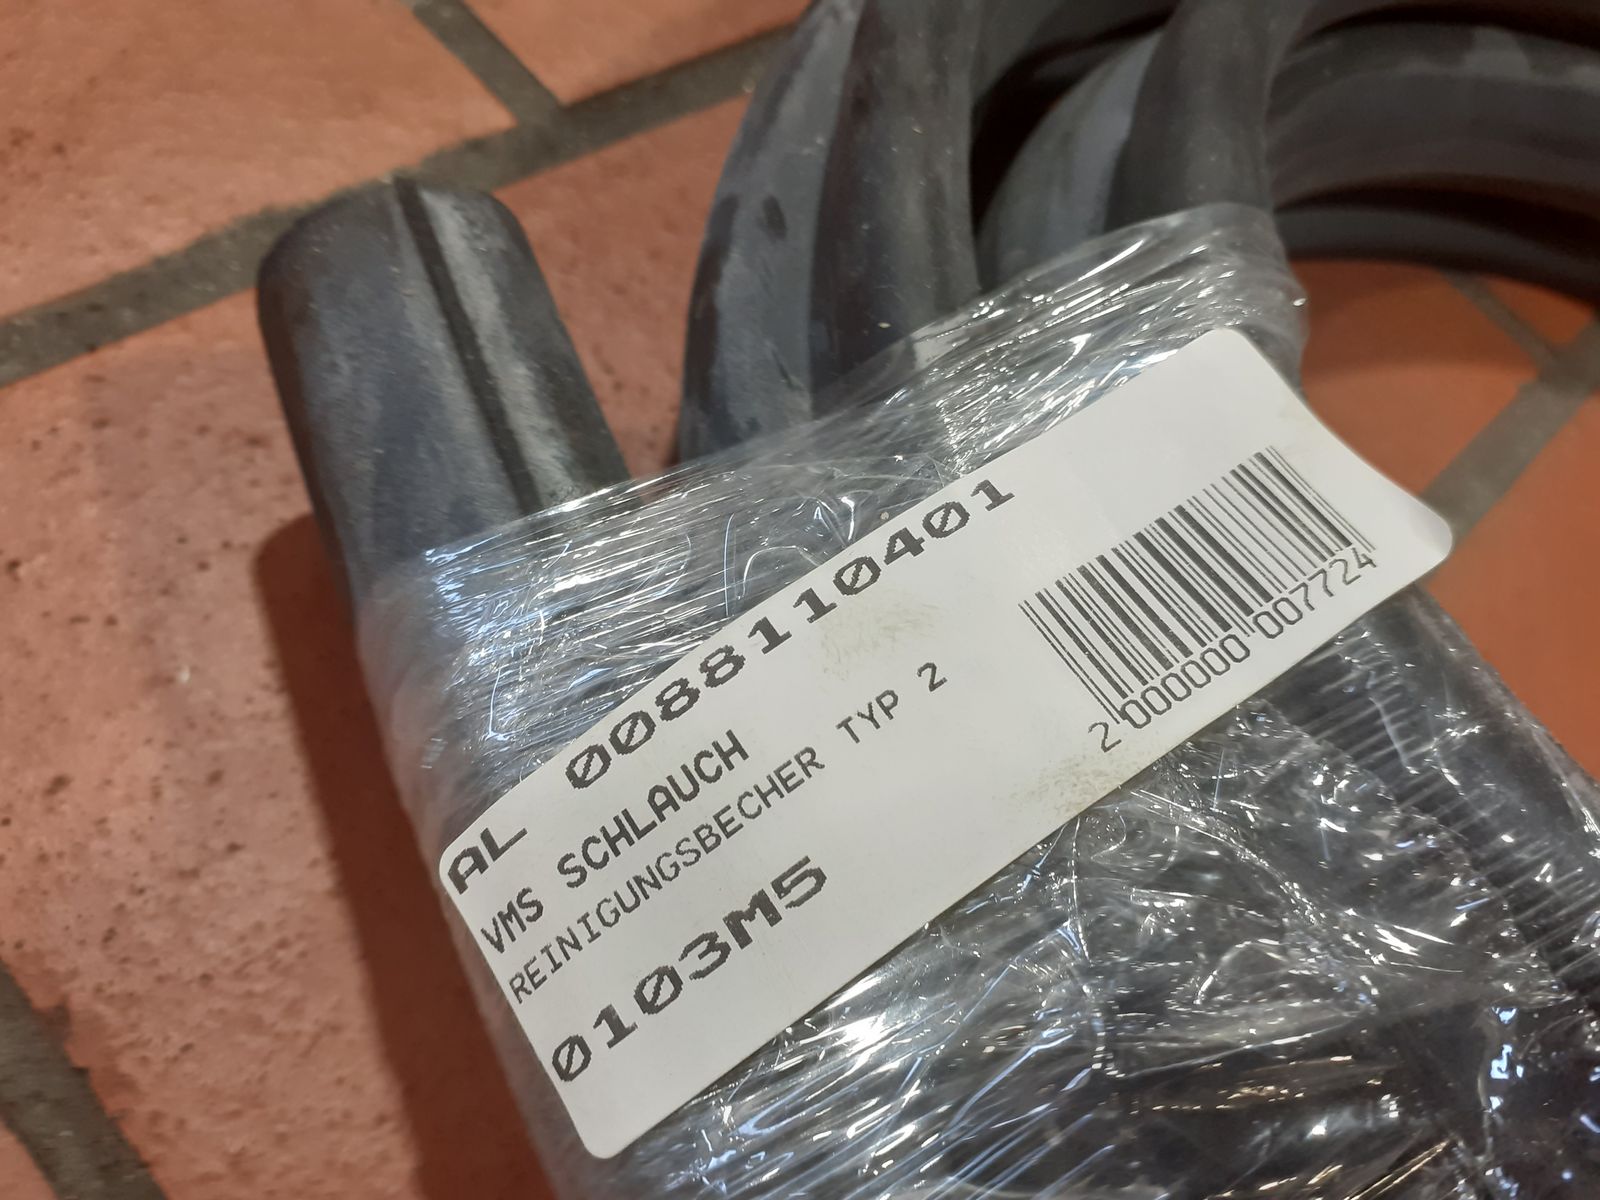 AL 0088110401
VMS SCHLAUCH
REINIGUNGSBECHER TYP 2
0103M5
2 000000 007724